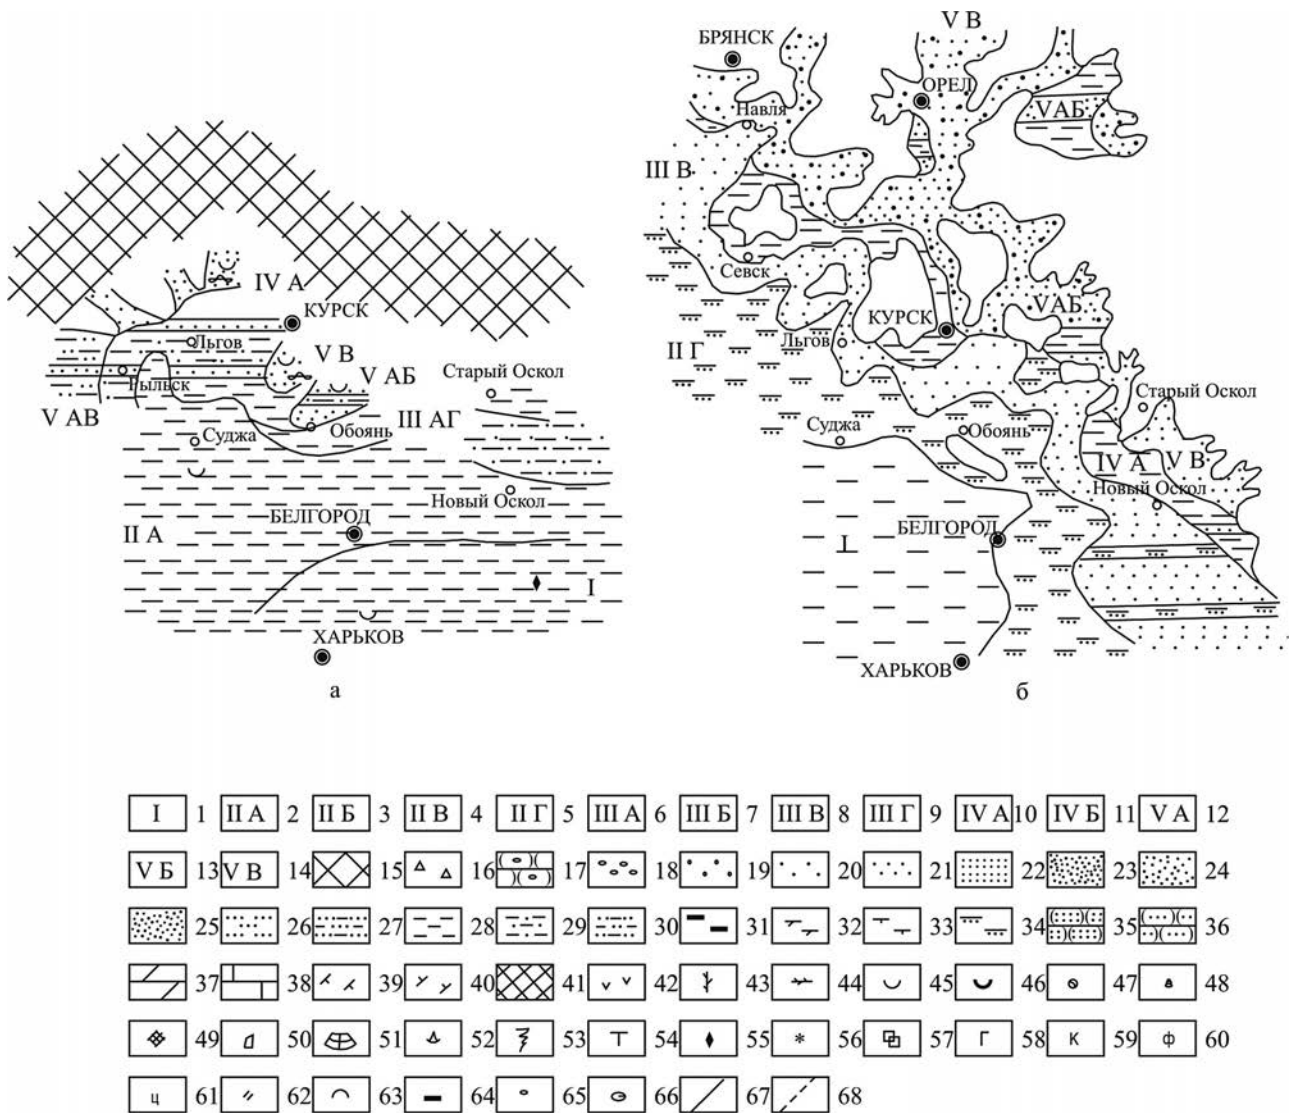 БРЯНСК
V В
ОРЕЛ
Навля
V АБ
III В
IV А
КУРСК
Льгов
V В
Рыльск
V АБ
Старый Оскол
V АВ
III АГ
Суджа
Обоянь
Новый Оскол
БЕЛГОРОД
II А
I
ХАРЬКОВ
а
Севск
V АБ
КУРСК
Льгов
II Г
Старый Оскол
Суджа
Обоянь
IV А
V В
Новый Оскол
БЕЛГОРОД
I
ХАРЬКОВ
б
I 1 II А 2 II Б 3 II В 4 II Г 5 III А 6 III Б 7 III В 8 III Г 9 IV А 10 IV Б 11 V А 12
V Б 13 V В 14 15 16 17 18 19 20 21 22 23 24
25 26 27 28 29 30 31 32 33 34 35 36
37 38 39 40 41 42 43 44 45 46 47 48
49 50 51 52 53 54 55 56 57 Г 58 К 59 ф 60
ц 61 62 63 64 65 66 67 68